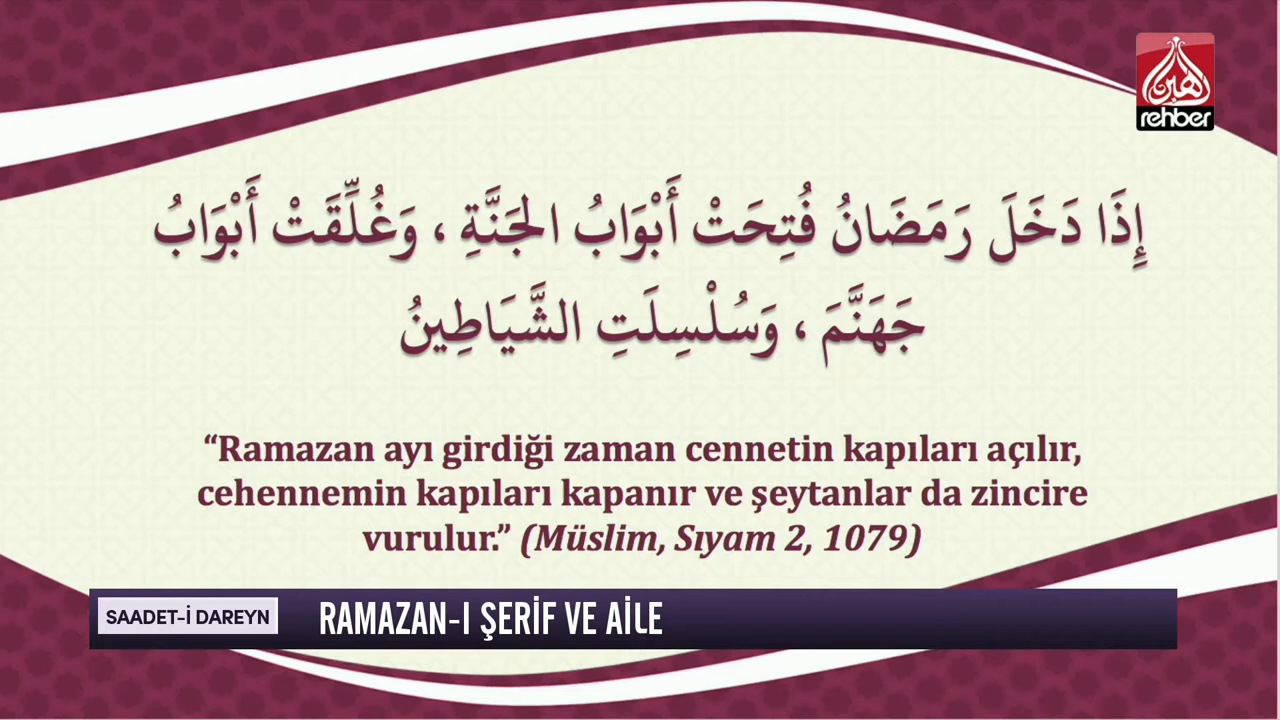 رهبر
rehber
إِذَا دَخَلَ رَمَضَانُ فُتِحَتْ أَبْوَابُ الجَنَّةِ ، وَغُلِّقَتْ أَبْوَابُ
جَهَنَّمَ ، وَسُلْسِلَتِ الشَّيَاطِينُ
“Ramazan ayı girdiği zaman cennetin kapıları açılır,
cehennemin kapıları kapanır ve şeytanlar da zincire
vurulur.” (Müslim, Sıyam 2, 1079)
SAADET-İ DAREYN
RAMAZAN-I ŞERİF VE AİLE